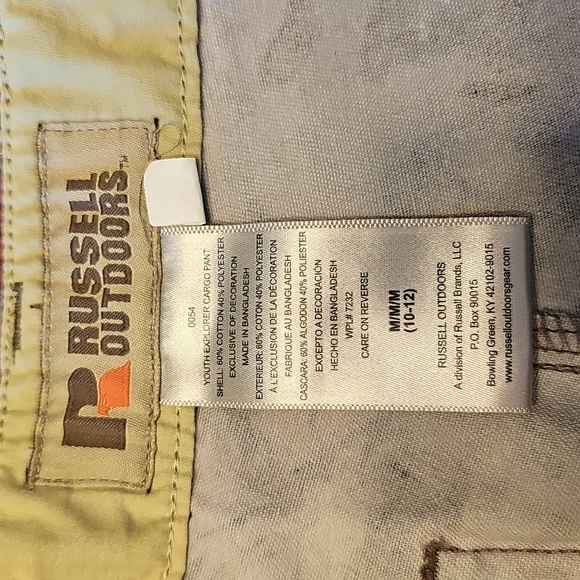 RUSSELL
OUTDOORS™
0054
YOUTH EXPLORER CARGO PANT
SHELL: 60% COTTON 40% POLYESTER
EXCLUSIVE OF DECORATION
MADE IN BANGLADESH
EXTERIEUR: 60% COTON 40% POLYESTER
À L'EXCLUSION DE LA DÉCORATION
FABRIQUE AU BANGLADESH
CASCARA: 60% ALGODON 40% POLIESTER
EXCEPTO A DECORACIÓN
HECHO EN BANGLADESH
WPL# 7232
CARE ON REVERSE
M/M/M
(10-12)
RUSSELL OUTDOORS
A division of Russell Brands, LLC
P.O. Box 90015
Bowling Green, KY 42102-9015
www.russelloutdoorsgear.com